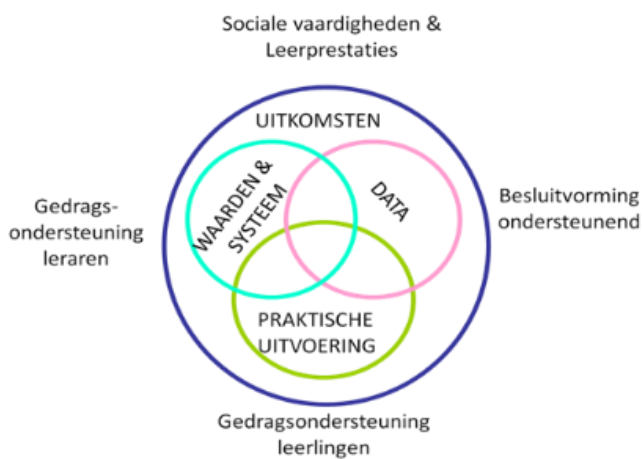 Sociale vaardigheden &
Leerprestaties
UITKOMSTEN
WAARDEN &
SYSTEEM
DATA
Gedrags-
ondersteuning
leraren
Besluitvorming
ondersteunend
PRAKTISCHE
UITVOERING
Gedragsondersteuning
leerlingen